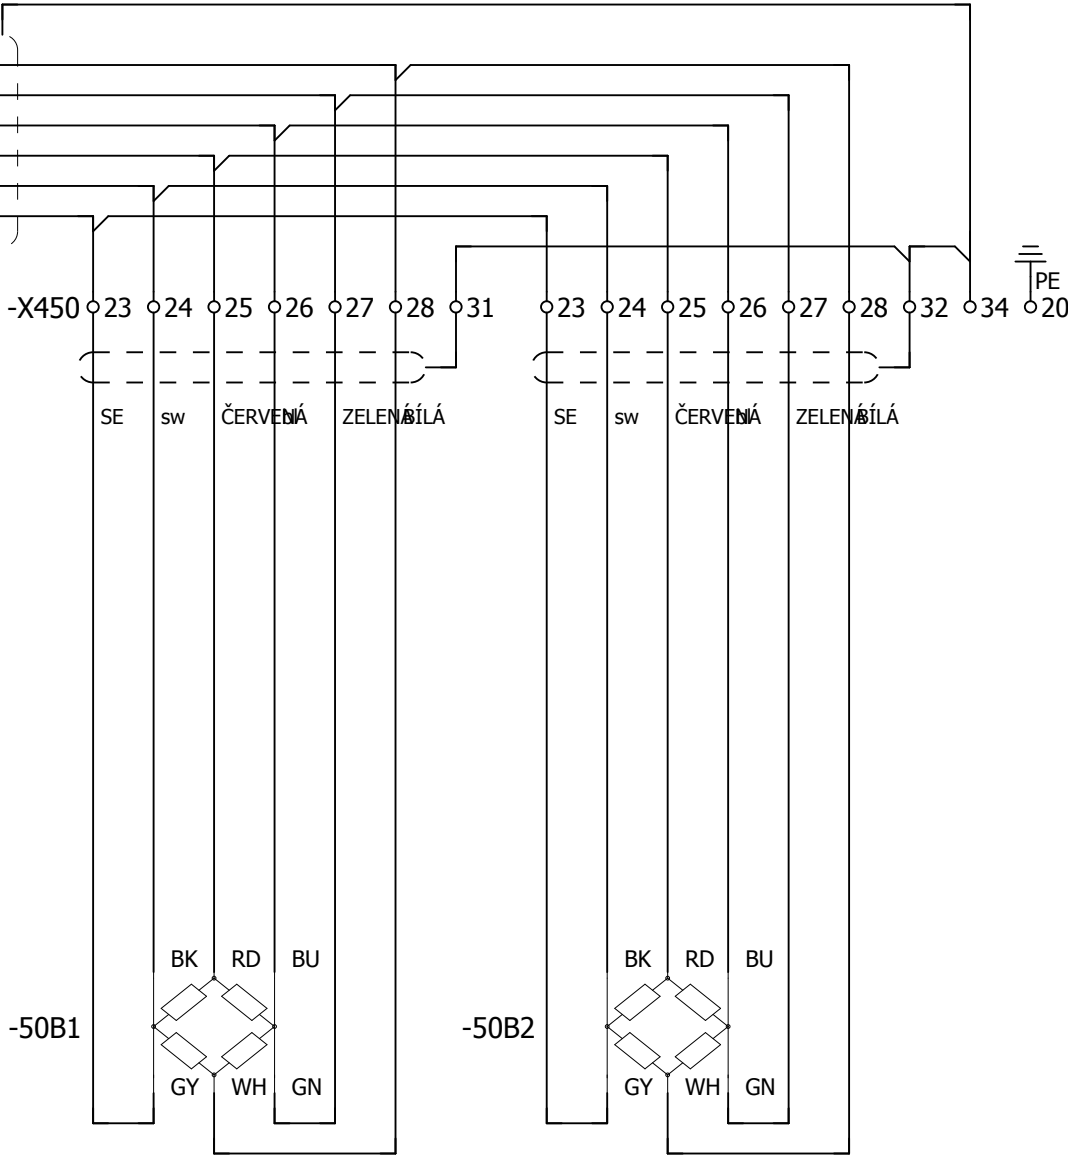 PE
-X450 23 24 25 26 27 28 31 23 24 25 26 27 28 32 34 20
SE sw ČERVENÁ bl ZELENÁ BÍLÁ SE sw ČERVENÁ bl ZELENÁ BÍLÁ
BK RD BU BK RD BU
-50B1 -50B2
GY WH GN GY WH GN